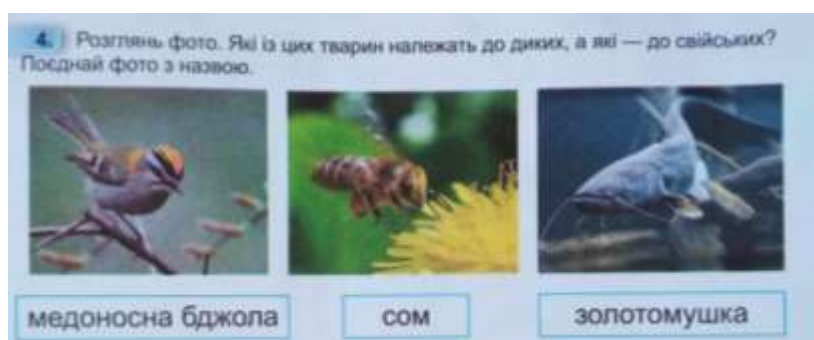 4. Розглянь фото. Які із цих тварин належать до диких, а які — до свійських?
Поєднай фото з назвою.
медоносна бджола
сом
золотомушка